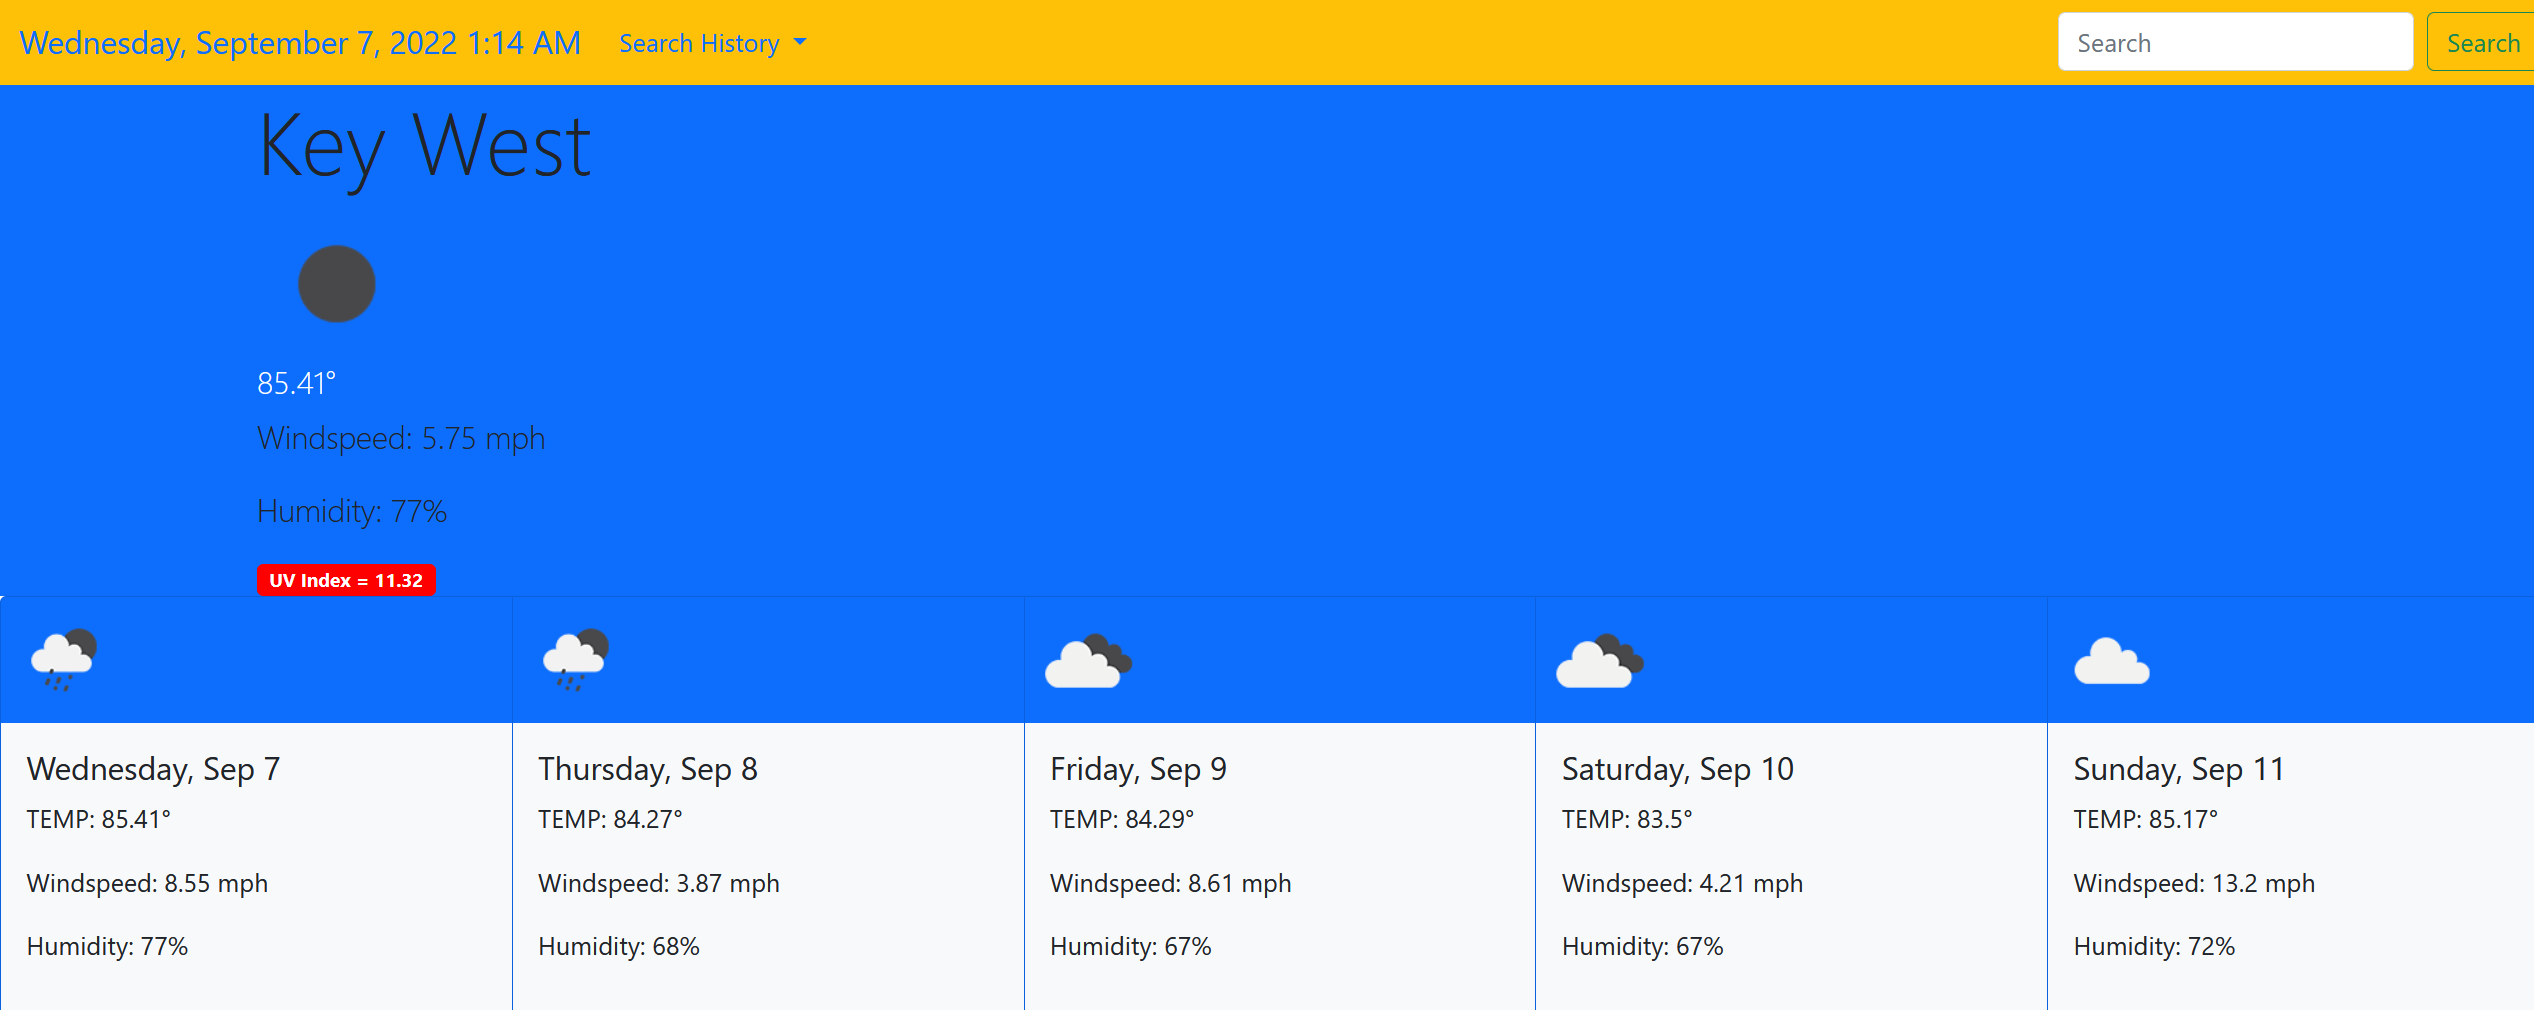 Wednesday, September 7, 2022 1:14 AM Search History Search Search
Key West
85.41°
Windspeed: 5.75 mph
Humidity: 77%
UV Index = 11.32
Wednesday, Sep 7
TEMP: 85.41°
Windspeed: 8.55 mph
Humidity: 77%
Thursday, Sep 8
TEMP: 84.27°
Windspeed: 3.87 mph
Humidity: 68%
Friday, Sep 9
TEMP: 84.29°
Windspeed: 8.61 mph
Humidity: 67%
Saturday, Sep 10
TEMP: 83.5°
Windspeed: 4.21 mph
Humidity: 67%
Sunday, Sep 11
TEMP: 85.17°
Windspeed: 13.2 mph
Humidity: 72%